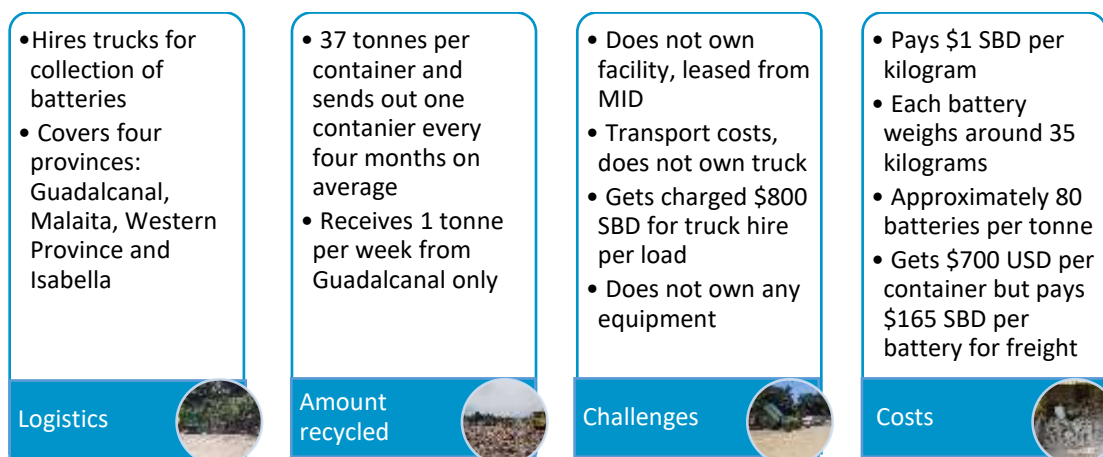 •Hires trucks for
collection of
batteries
• Covers four
provinces:
Guadalcanal,
Malaita, Western
Province and
Isabella
Logistics
• 37 tonnes per
container and
sends out one
contanier every
four months on
average
• Receives 1 tonne
per week from
Guadalcanal only
Amount
recycled
• Does not own
facility, leased from
MID
• Transport costs,
does not own truck
• Gets charged $800
SBD for truck hire
per load
• Does not own any
equipment
Challenges
• Pays $1 SBD per
kilogram
• Each battery
weighs around 35
kilograms
• Approximately 80
batteries per tonne
• Gets $700 USD per
container but pays
$165 SBD per
battery for freight
Costs